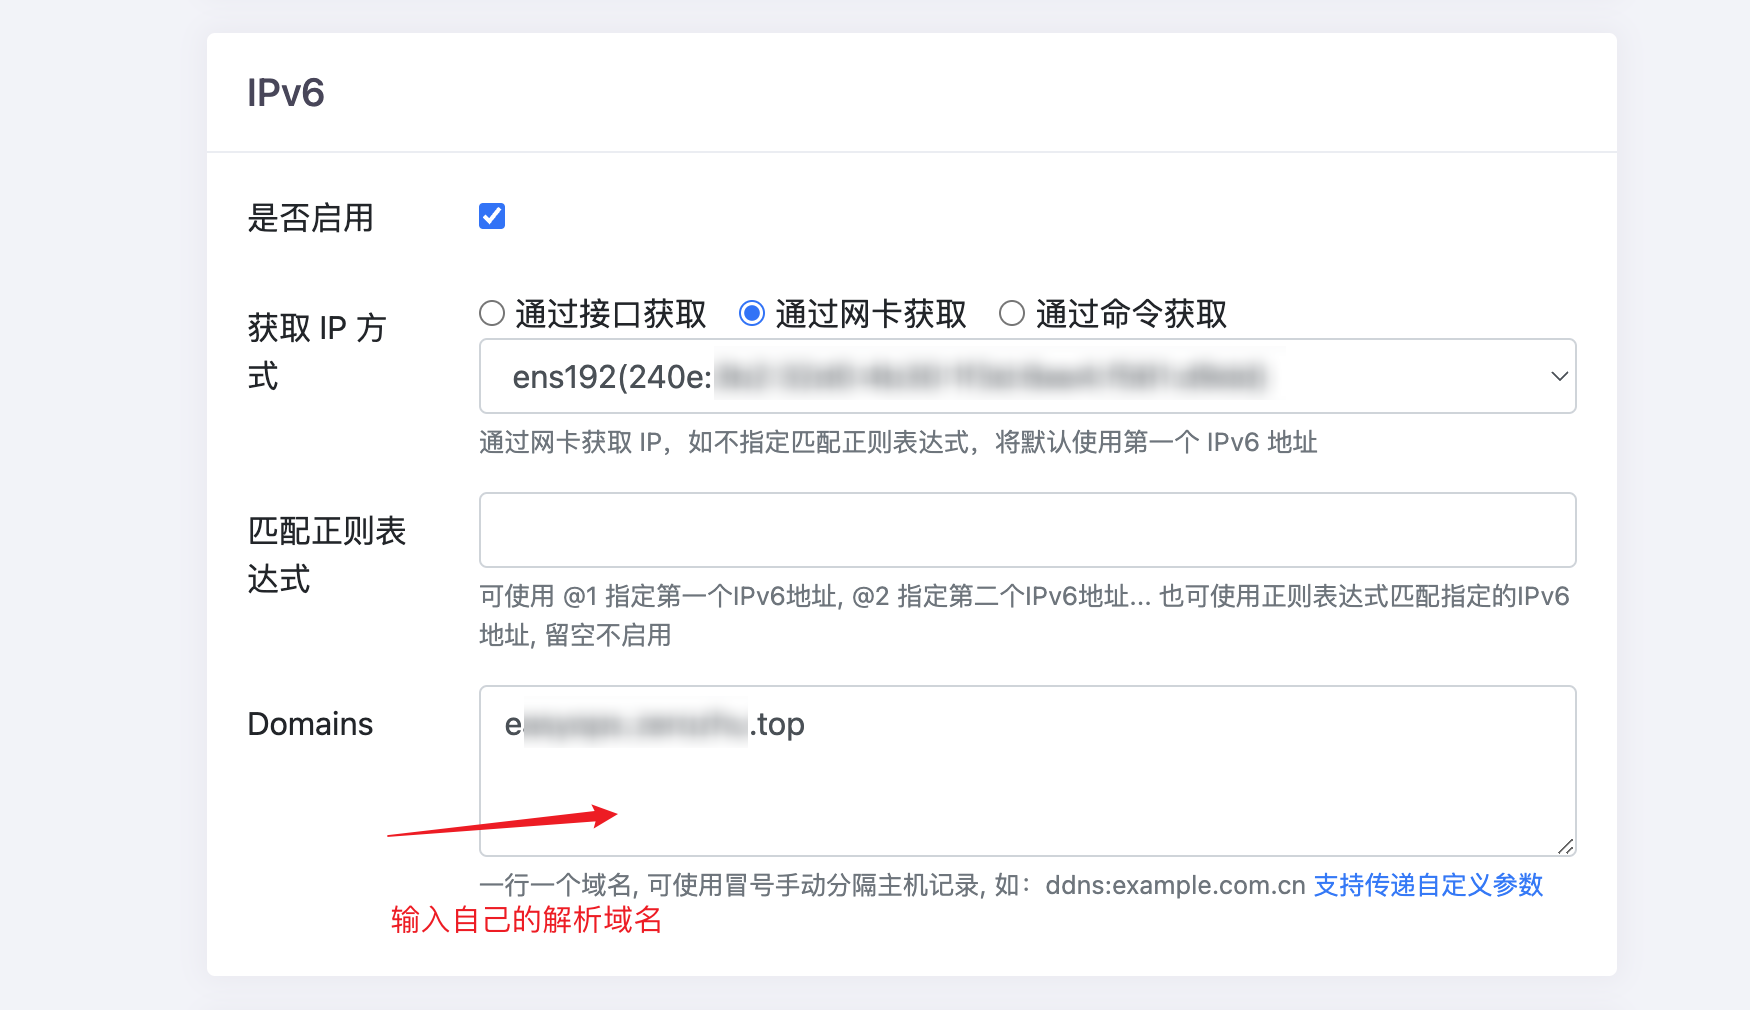 IPv6
是否启用
获取 IP 方
式
通过接口获取 通过网卡获取 通过命令获取
ens192(240e:
通过网卡获取 IP，如不指定匹配正则表达式，将默认使用第一个 IPv6 地址
匹配正则表
达式
可使用 @1 指定第一个IPv6地址, @2 指定第二个IPv6地址... 也可使用正则表达式匹配指定的IPv6
地址, 留空不启用
Domains
e .top
一行一个域名, 可使用冒号手动分隔主机记录, 如：ddns:example.com.cn 支持传递自定义参数
输入自己的解析域名